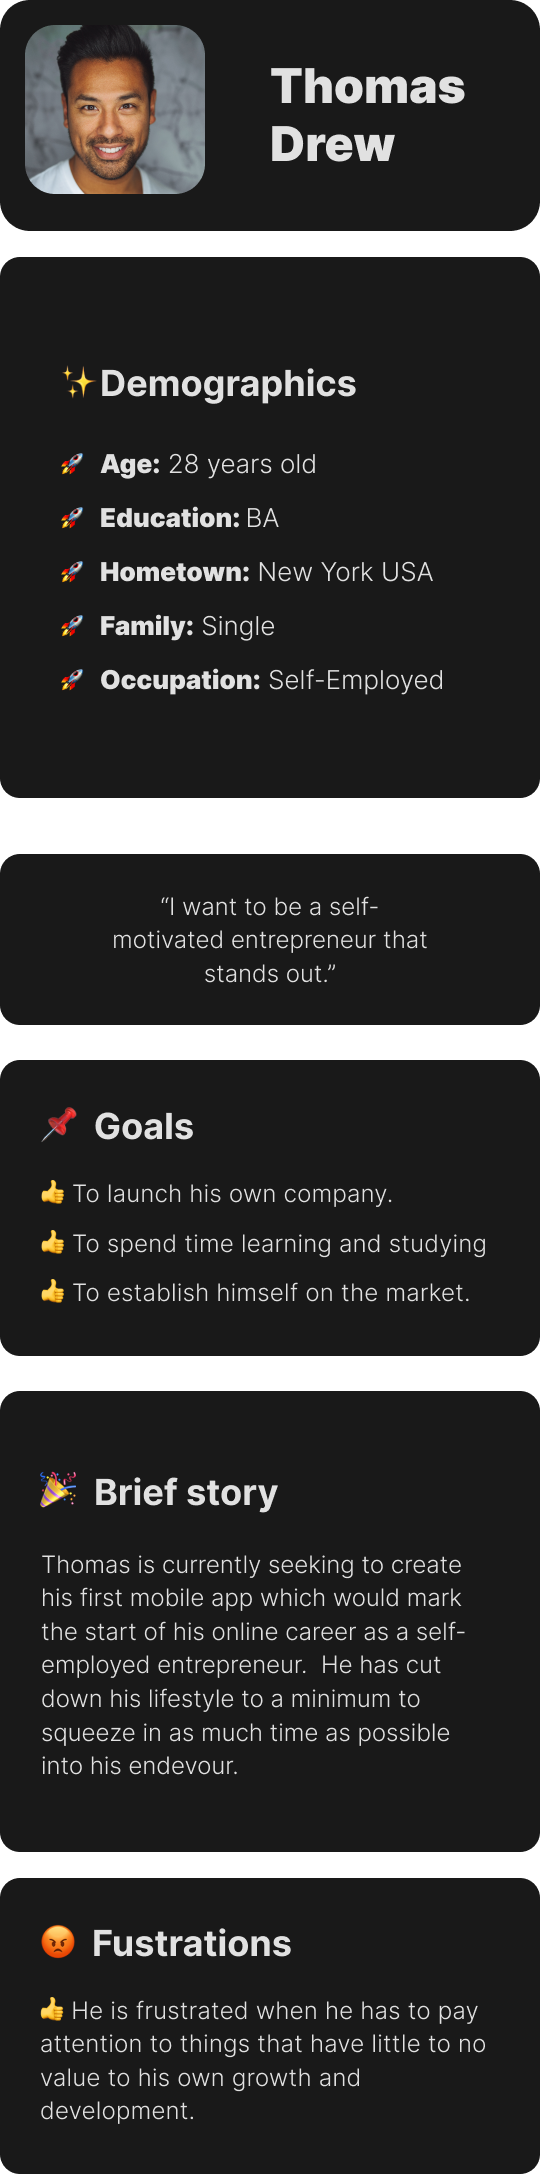 Thomas
Drew
Demographics
Age: 28 years old
Education: BA
Hometown: New York USA
Family: Single
Occupation: Self-Employed
“I want to be a self-
motivated entrepreneur that
stands out.”
Goals
To launch his own company.
To spend time learning and studying
To establish himself on the market.
Brief story
Thomas is currently seeking to create
his first mobile app which would mark
the start of his online career as a self-
employed entrepreneur.  He has cut
down his lifestyle to a minimum to
squeeze in as much time as possible
into his endevour.
Fustrations
He is frustrated when he has to pay
attention to things that have little to no
value to his own growth and
development.